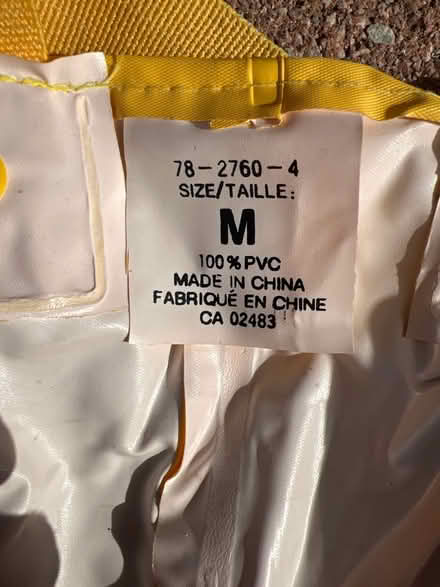 78-2760-4
SIZE/TAILLE:
M
100% PVC
MADE IN CHINA
FABRIQUÉ EN CHINE
CA 02483